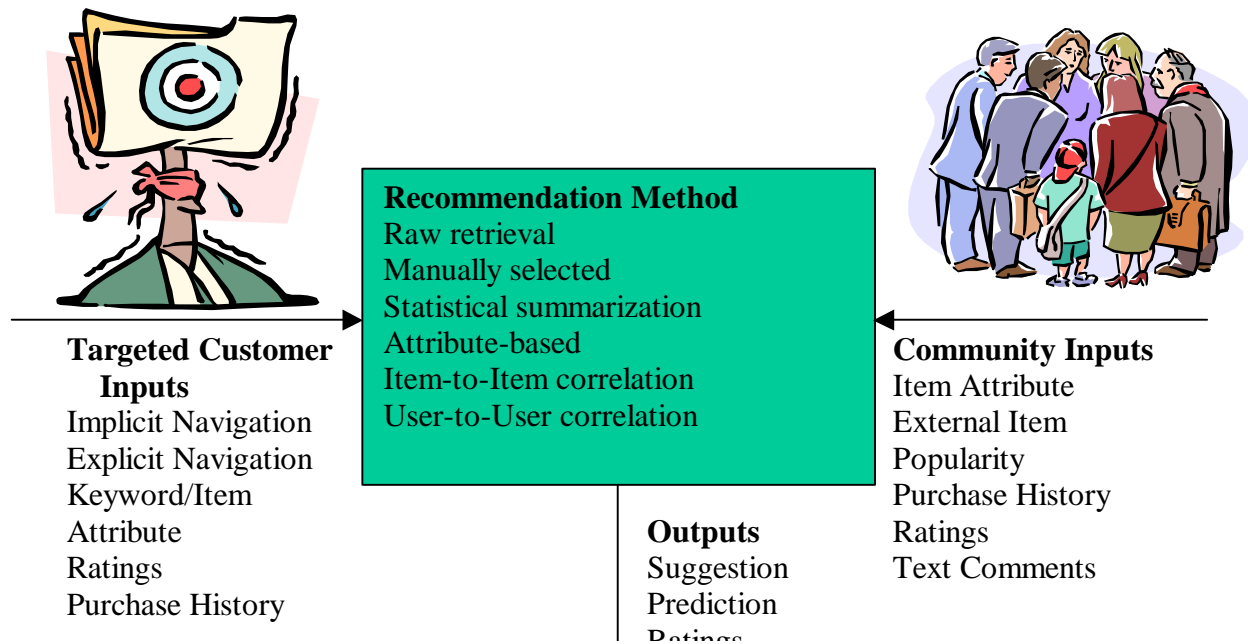 Recommendation Method
Raw retrieval
Manually selected
Statistical summarization
Attribute-based
Item-to-Item correlation
User-to-User correlation
Targeted Customer
Inputs
Implicit Navigation
Explicit Navigation
Keyword/Item
Attribute
Ratings
Purchase History
Community Inputs
Item Attribute
External Item
Popularity
Purchase History
Ratings
Text Comments
Outputs
Suggestion
Prediction
Ratings